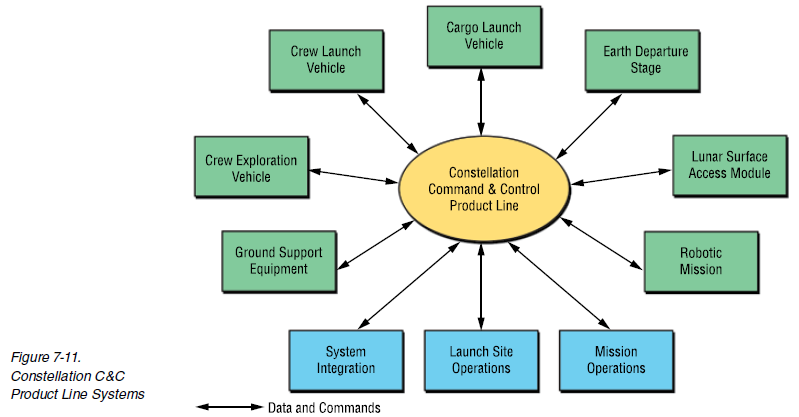 Cargo Launch
Vehicle
Crew Launch
Vehicle
Earth Departure
Stage
Crew Exploration
Vehicle
Constellation
Command & Control
Product Line
Lunar Surface
Access Module
Ground Support
Equipment
Robotic
Mission
System
Integration
Launch Site
Operations
Mission
Operations
Figure 7-11.
Constellation C&C
Product Line Systems
Data and Commands